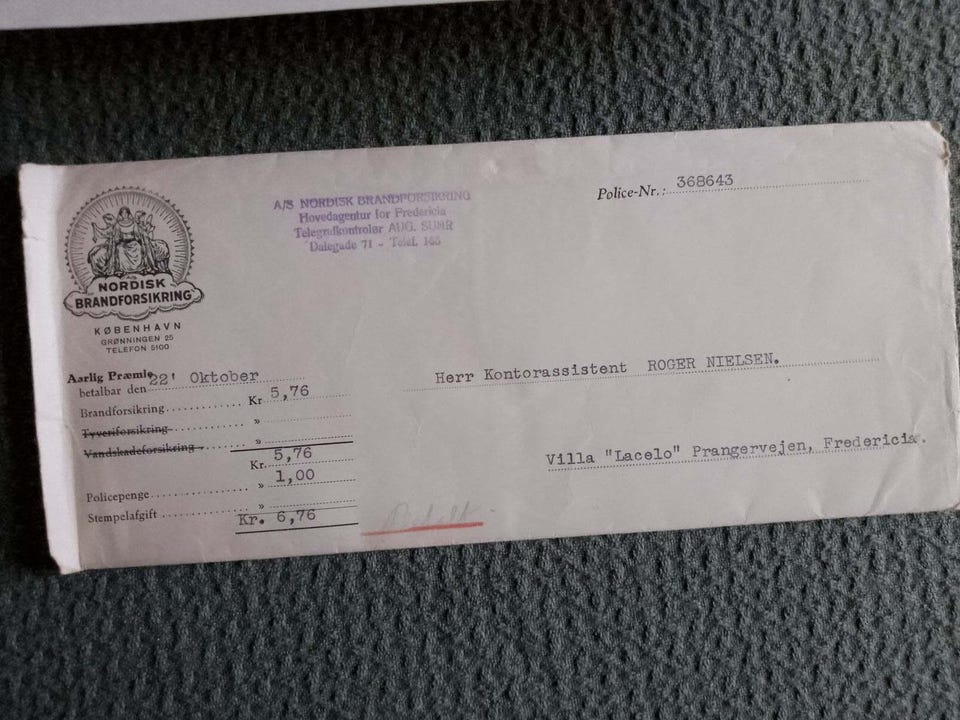 NORDISK
BRANDFORSIKRING
KØBENHAVN
GRØNNINGEN 25
TELEFON 5100
A/S NORDISK BRANDFORSIKRING
Hovedagentur for Fredericia
Telegrafkontrolør AUG. SUHR
Dalegade 71 - Telef. 165
Police-Nr.: 368643
Aarlig Præmie
betalbar den 22' Oktober
Brandforsikring Kr 5,76
Tyveriforsikring »
Vandskadeforsikring »
Kr. 5,76
Policepenge » 1,00
Stempelafgift »
Kr. 6,76
Betalt
Herr Kontorassistent ROGER NIELSEN.
Villa "Lacelo" Prangervejen, Fredericia.